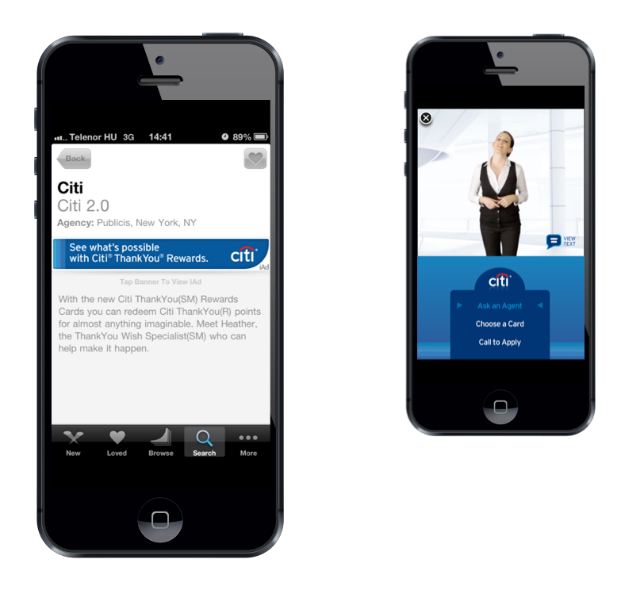 Telenor HU 3G 14:41 89%
Back
Citi
Citi 2.0
Agency: Publicis, New York, NY
See what's possible
with Citi® ThankYou® Rewards.
citi
iAd
Tap Banner To View iAd
With the new Citi ThankYou(SM) Rewards
Cards you can redeem Citi ThankYou(R) points
for almost anything imaginable. Meet Heather,
the ThankYou Wish Specialist(SM) who can
help make it happen.
New Loved Browse Search More
VIEW
TEXT
citi
Ask an Agent
Choose a Card
Call to Apply